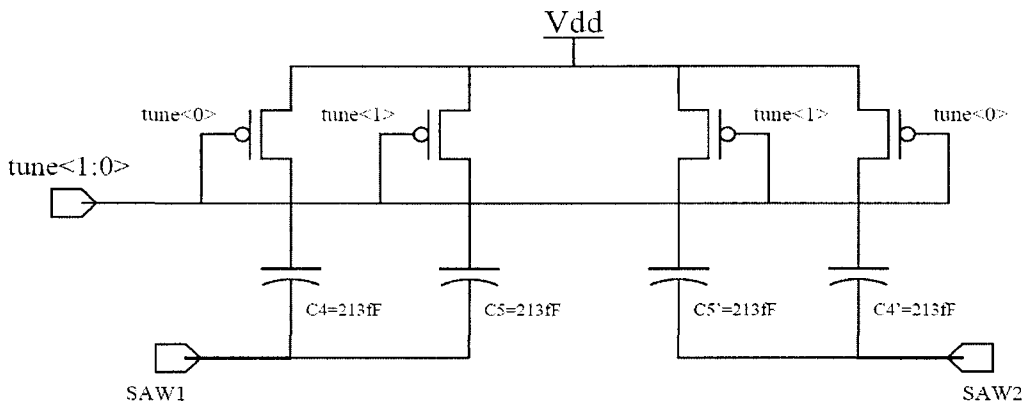 Vdd
tune<0>
tune<1>
tune<1>
tune<0>
tune<1:0>
C4=213fF
C5=213fF
C5'=213fF
C4'=213fF
SAW1
SAW2